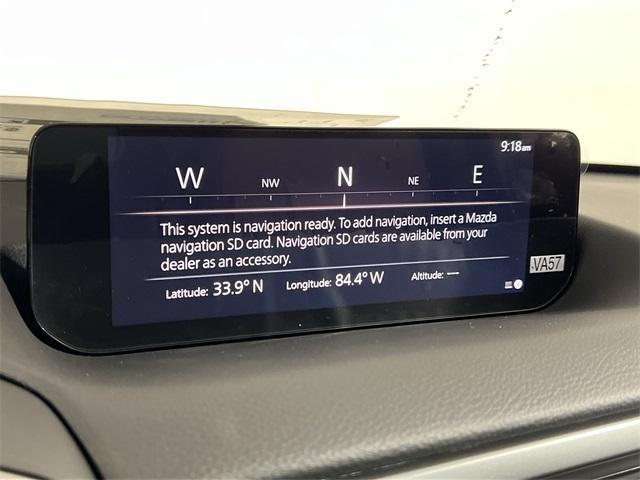 9:18am
W NW N NE E
This system is navigation ready. To add navigation, insert a Mazda
navigation SD card. Navigation SD cards are available from your
dealer as an accessory.
Latitude: 33.9° N Longitude: 84.4° W Altitude: ---
VA57